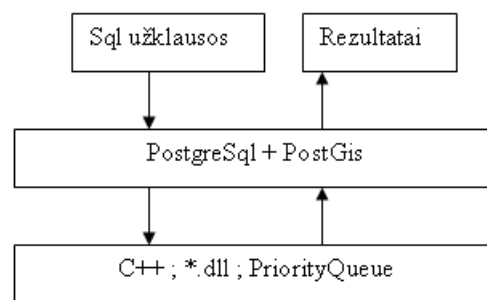 Sql užklausos
Rezultatai
PostgreSql + PostGis
C++ ; *.dll ; PriorityQueue